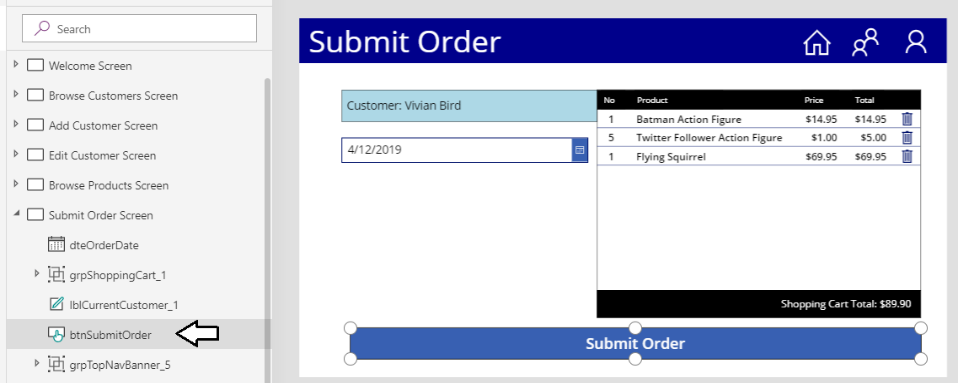 Search
Welcome Screen
Browse Customers Screen
Add Customer Screen
Edit Customer Screen
Browse Products Screen
Submit Order Screen
dteOrderDate
grpShoppingCart_1
lblCurrentCustomer_1
btnSubmitOrder
grpTopNavBanner_5
Submit Order
Customer: Vivian Bird
4/12/2019
No Product Price Total
1 Batman Action Figure $14.95 $14.95
5 Twitter Follower Action Figure $1.00 $5.00
1 Flying Squirrel $69.95 $69.95
Shopping Cart Total: $89.90
Submit Order